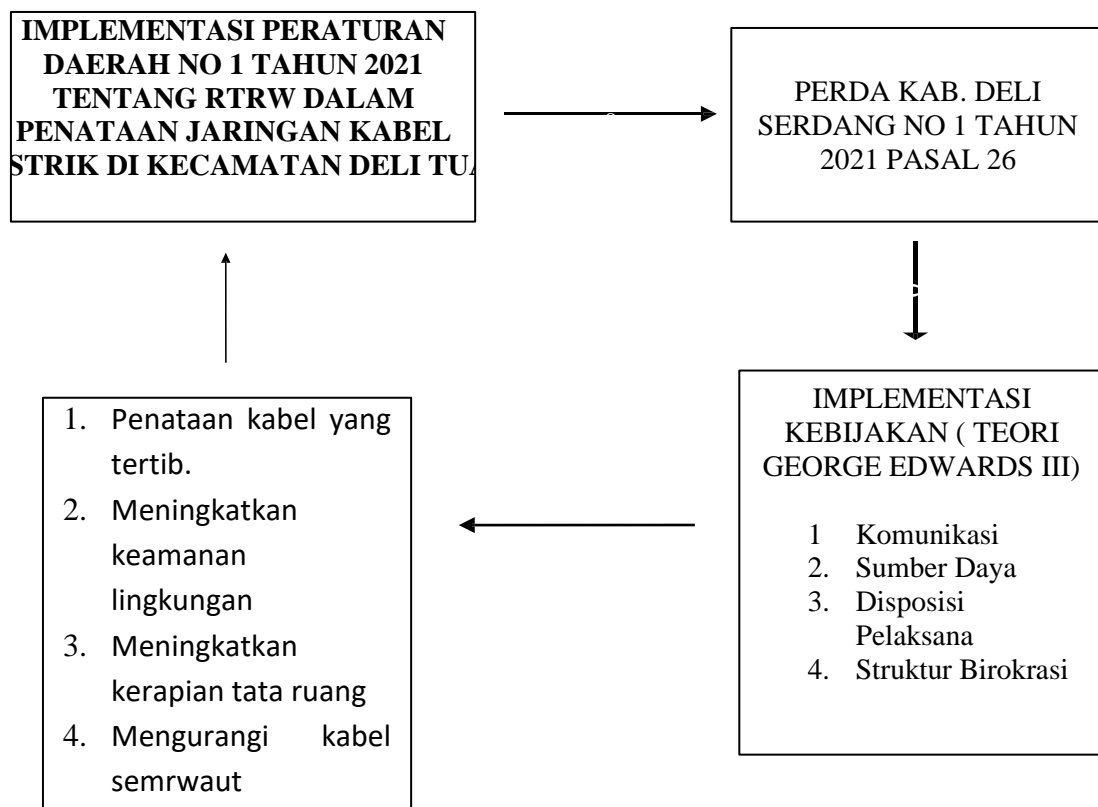 IMPLEMENTASI PERATURAN
DAERAH NO 1 TAHUN 2021
TENTANG RTRW DALAM
PENATAAN JARINGAN KABEL
STRIK DI KECAMATAN DELI TUA
PERDA KAB. DELI
SERDANG NO 1 TAHUN
2021 PASAL 26
IMPLEMENTASI
KEBIJAKAN ( TEORI
GEORGE EDWARDS III)
1 Komunikasi
2. Sumber Daya
3. Disposisi
Pelaksana
4. Struktur Birokrasi
1. Penataan kabel yang
tertib.
2. Meningkatkan
keamanan
lingkungan
3. Meningkatkan
kerapian tata ruang
4. Mengurangi kabel
semrwaut